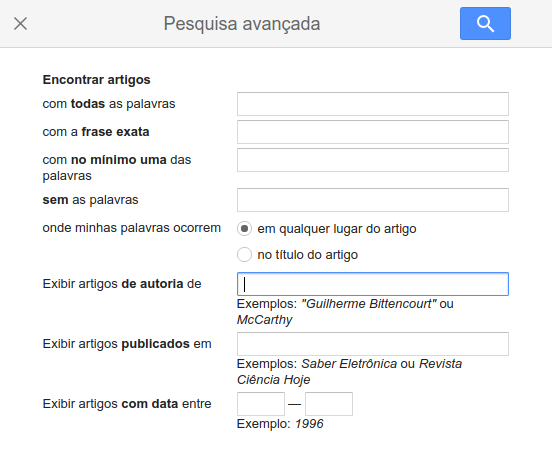 Pesquisa avançada
Encontrar artigos
com todas as palavras
com a frase exata
com no mínimo uma das
palavras
sem as palavras
onde minhas palavras ocorrem
em qualquer lugar do artigo
no título do artigo
Exibir artigos de autoria de
Exemplos: "Guilherme Bittencourt" ou
McCarthy
Exibir artigos publicados em
Exemplos: Saber Eletrônica ou Revista
Ciência Hoje
Exibir artigos com data entre
—
Exemplo: 1996